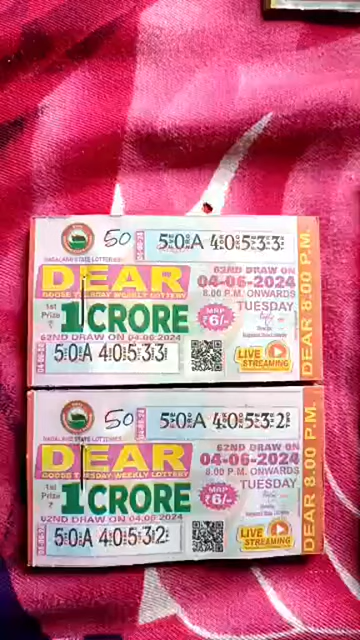 50
50A 40533
NAGALAND STATE LOTTERIES
DEAR
GOOSE TUESDAY WEEKLY LOTTERY
62ND DRAW ON
04-06-2024
8.00 P.M. ONWARDS
TUESDAY
1st Prize ₹ 1 CRORE
MRP ₹6/-
62ND DRAW ON 04.06.2024
50A 40533
LIVE STREAMING
DEAR 8.00 P.M.
50
50A 40532
NAGALAND STATE LOTTERIES
DEAR
GOOSE TUESDAY WEEKLY LOTTERY
62ND DRAW ON
04-06-2024
8.00 P.M. ONWARDS
TUESDAY
1st Prize ₹ 1 CRORE
MRP ₹6/-
62ND DRAW ON 04.06.2024
50A 40532
LIVE STREAMING
DEAR 8.00 P.M.